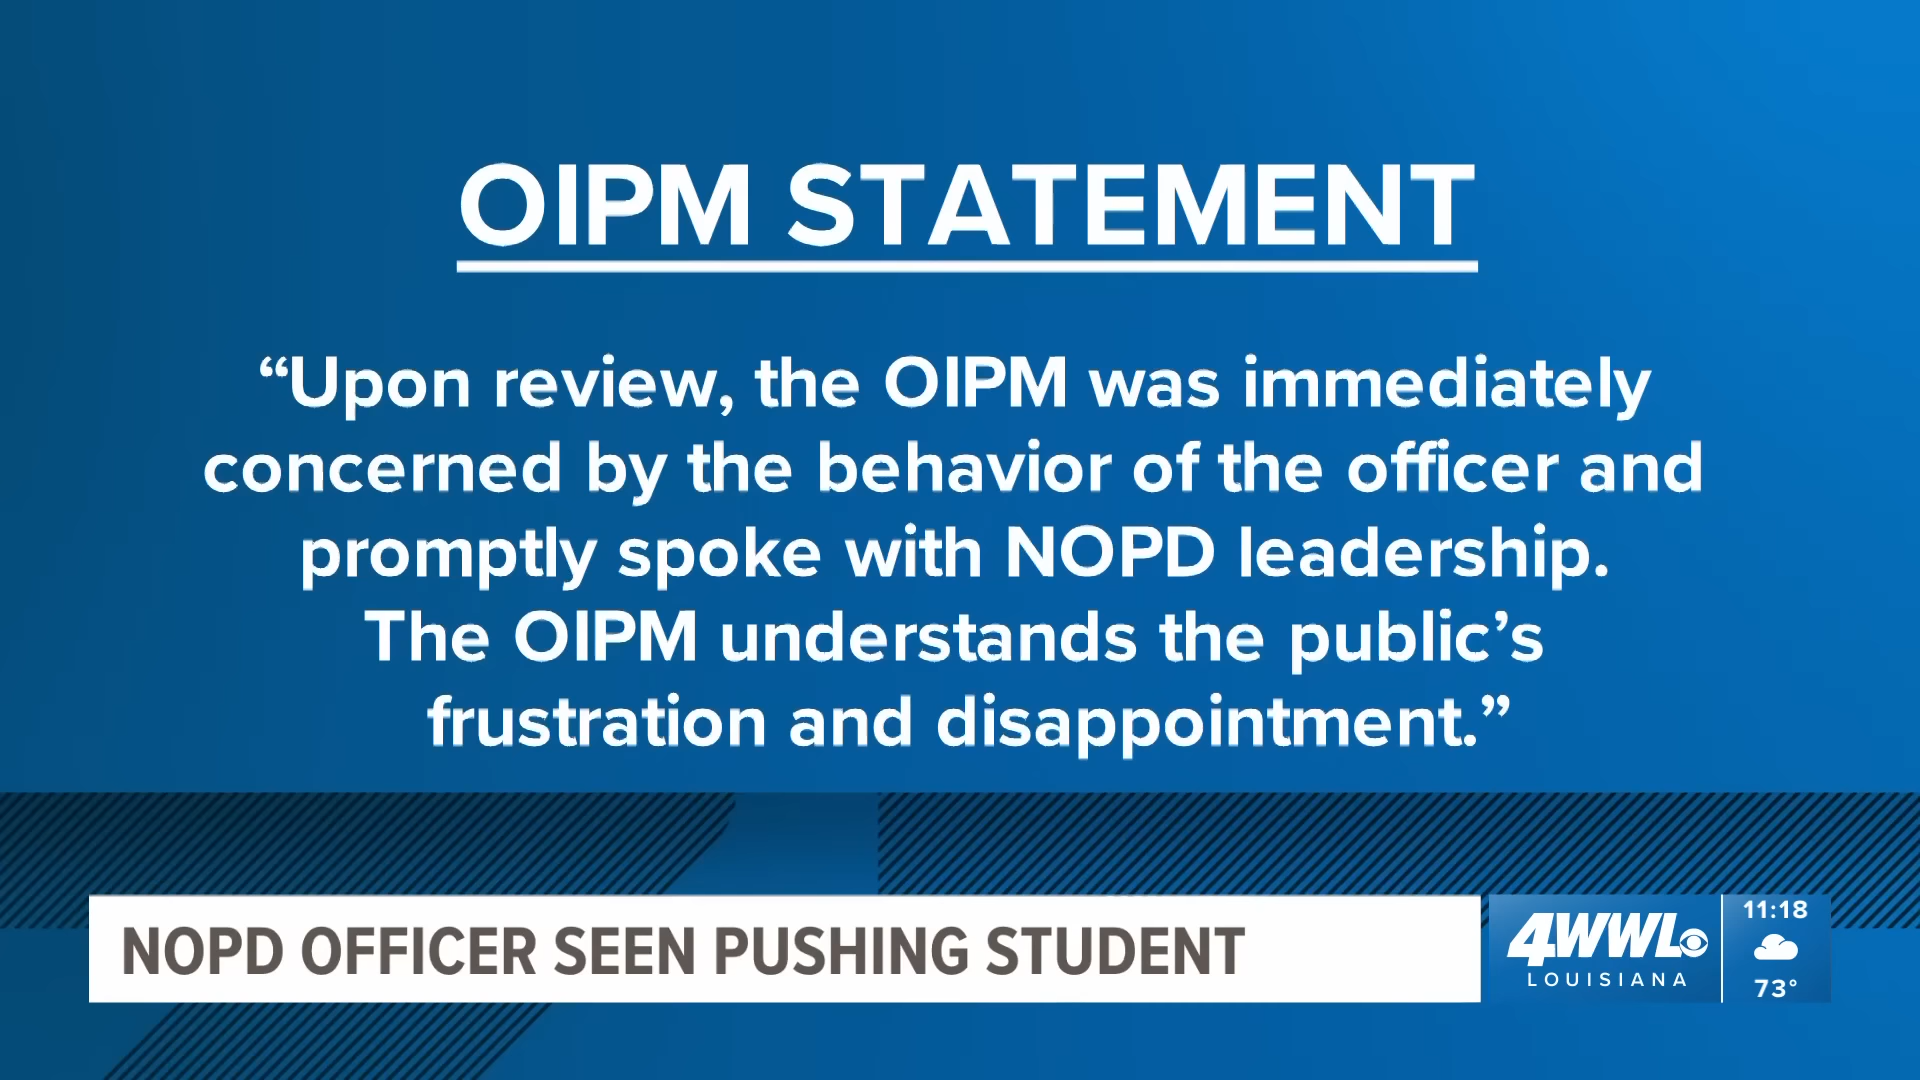 OIPM STATEMENT
“Upon review, the OIPM was immediately
concerned by the behavior of the officer and
promptly spoke with NOPD leadership.
The OIPM understands the public’s
frustration and disappointment.”
NOPD OFFICER SEEN PUSHING STUDENT
4WWL
LOUISIANA
11:18
73°